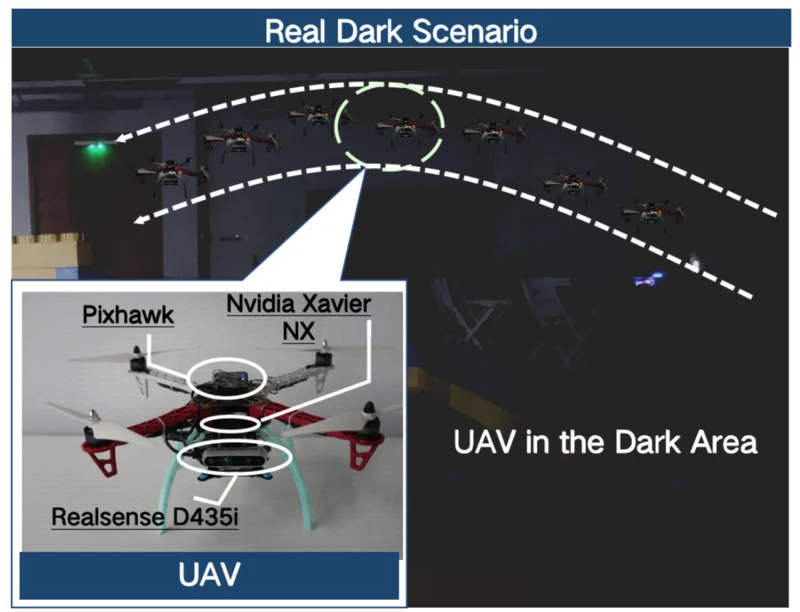 Real Dark Scenario
Pixhawk
Nvidia Xavier
NX
UAV in the Dark Area
Realsense D435i
UAV